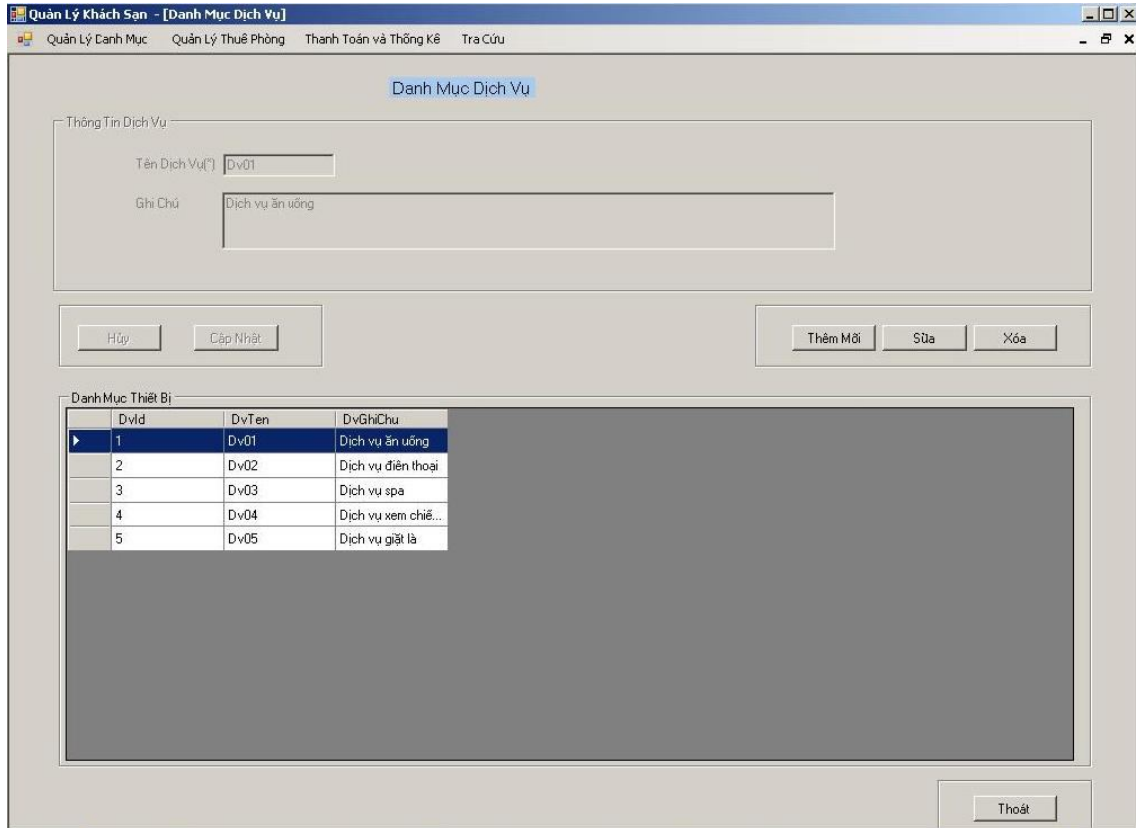 Quản Lý Khách Sạn - [Danh Mục Dịch Vụ]
Quản Lý Danh Mục Quản Lý Thuê Phòng Thanh Toán và Thống Kê Tra Cứu
Danh Mục Dịch Vụ
Thông Tin Dịch Vụ
Tên Dịch Vụ(*) Dv01
Ghi Chú Dịch vụ ăn uống
Hủy Cập Nhật Thêm Mới Sửa Xóa
Danh Mục Thiết Bị
DvId DvTen DvGhiChu
1 Dv01 Dịch vụ ăn uống
2 Dv02 Dịch vụ điên thoại
3 Dv03 Dịch vụ spa
4 Dv04 Dịch vụ xem chiế...
5 Dv05 Dịch vụ giặt là
Thoát